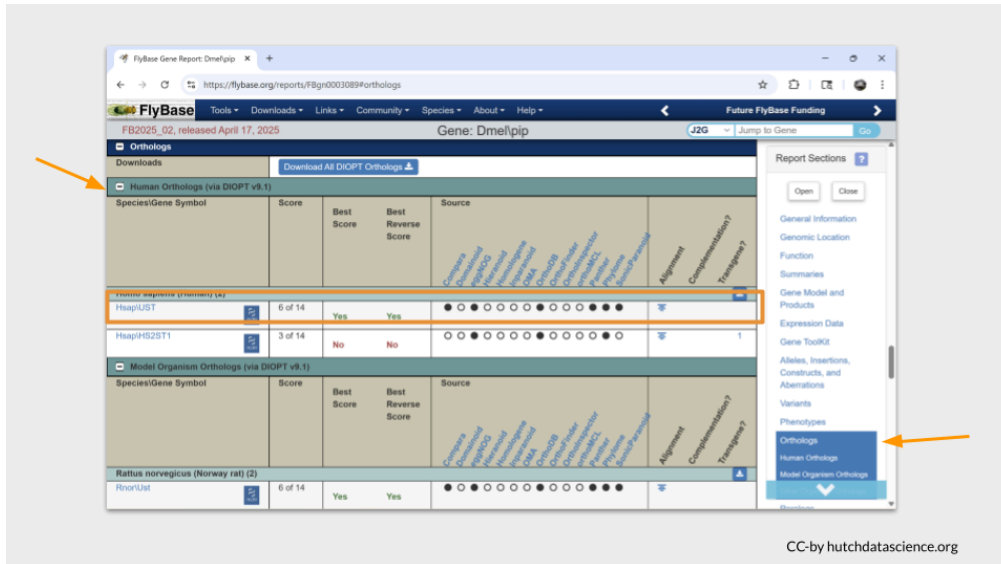 FlyBase Gene Report: Dmel\pip
https://flybase.org/reports/FBgn0003089#orthologs
FlyBase Tools Downloads Links Community Species About Help Future FlyBase Funding
FB2025_02, released April 17, 2025 Gene: Dmel\pip J2G Jump to Gene Go
Orthologs
Downloads Download All DIOPT Orthologs
Human Orthologs (via DIOPT v9.1)
Species\Gene Symbol Score Best Score Best Reverse Score Source
Compara Domainoid eggNOG Hieranoid Homologene Inparanoid OMA OrthoDB OrthoFinder OrthoInspector orthoMCL Panther Phylome SonicParanoid Alignment Complementation? Transgene?
Homo sapiens (Human) (2)
Hsap\UST 6 of 14 Yes Yes
Hsap\HS2ST1 3 of 14 No No 1
Model Organism Orthologs (via DIOPT v9.1)
Species\Gene Symbol Score Best Score Best Reverse Score Source
Compara Domainoid eggNOG Hieranoid Homologene Inparanoid OMA OrthoDB OrthoFinder OrthoInspector orthoMCL Panther Phylome SonicParanoid Alignment Complementation? Transgene?
Rattus norvegicus (Norway rat) (2)
Rnor\Ust 6 of 14 Yes Yes
Report Sections ?
Open Close
General Information
Genomic Location
Function
Summaries
Gene Model and
Products
Expression Data
Gene ToolKit
Alleles, Insertions,
Constructs, and
Aberrations
Variants
Phenotypes
Orthologs
Human Orthologs
Model Organism Orthologs
CC-by hutchdatascience.org